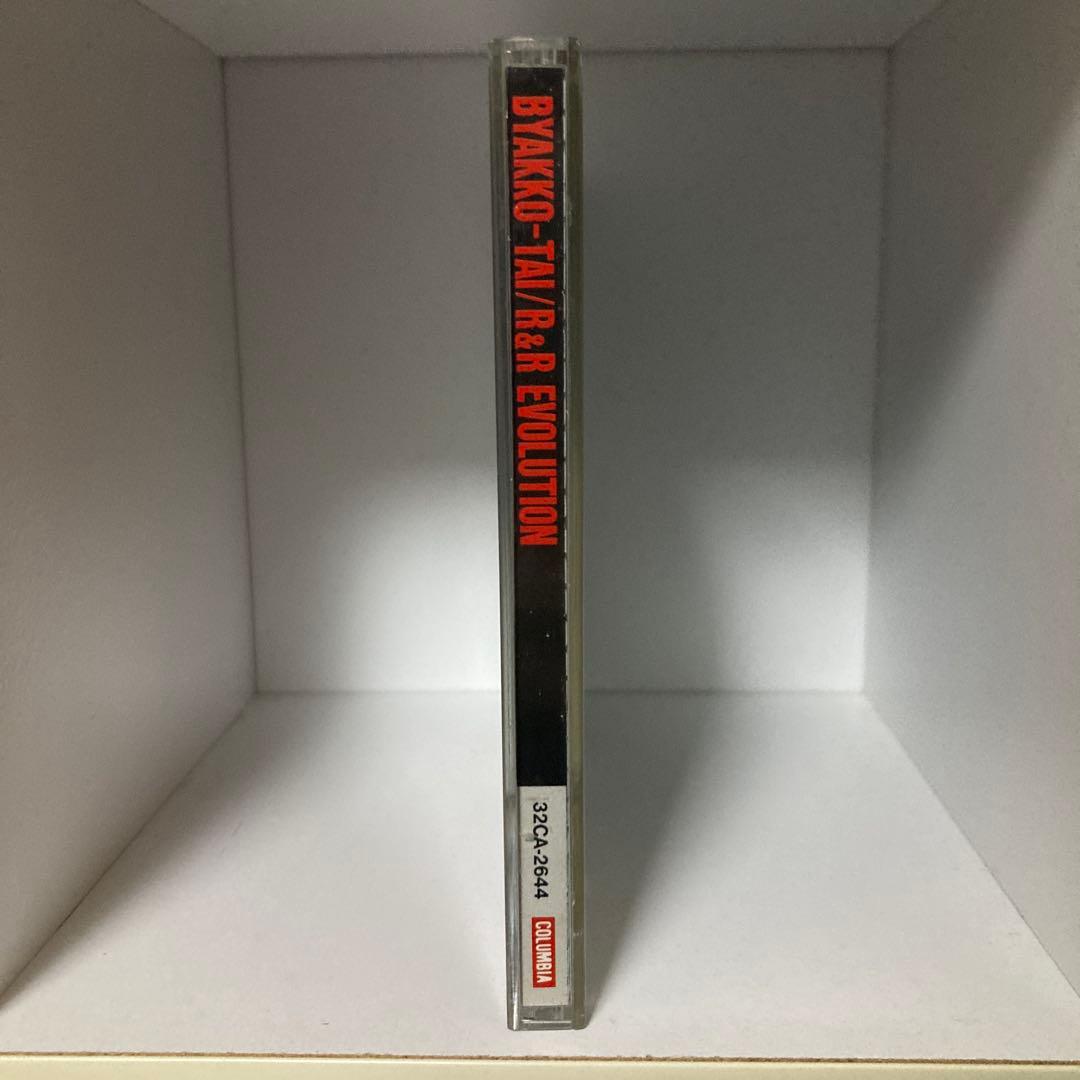 BYAKKO-TAI/R&R EVOLUTION
32CA-2644
COLUMBIA